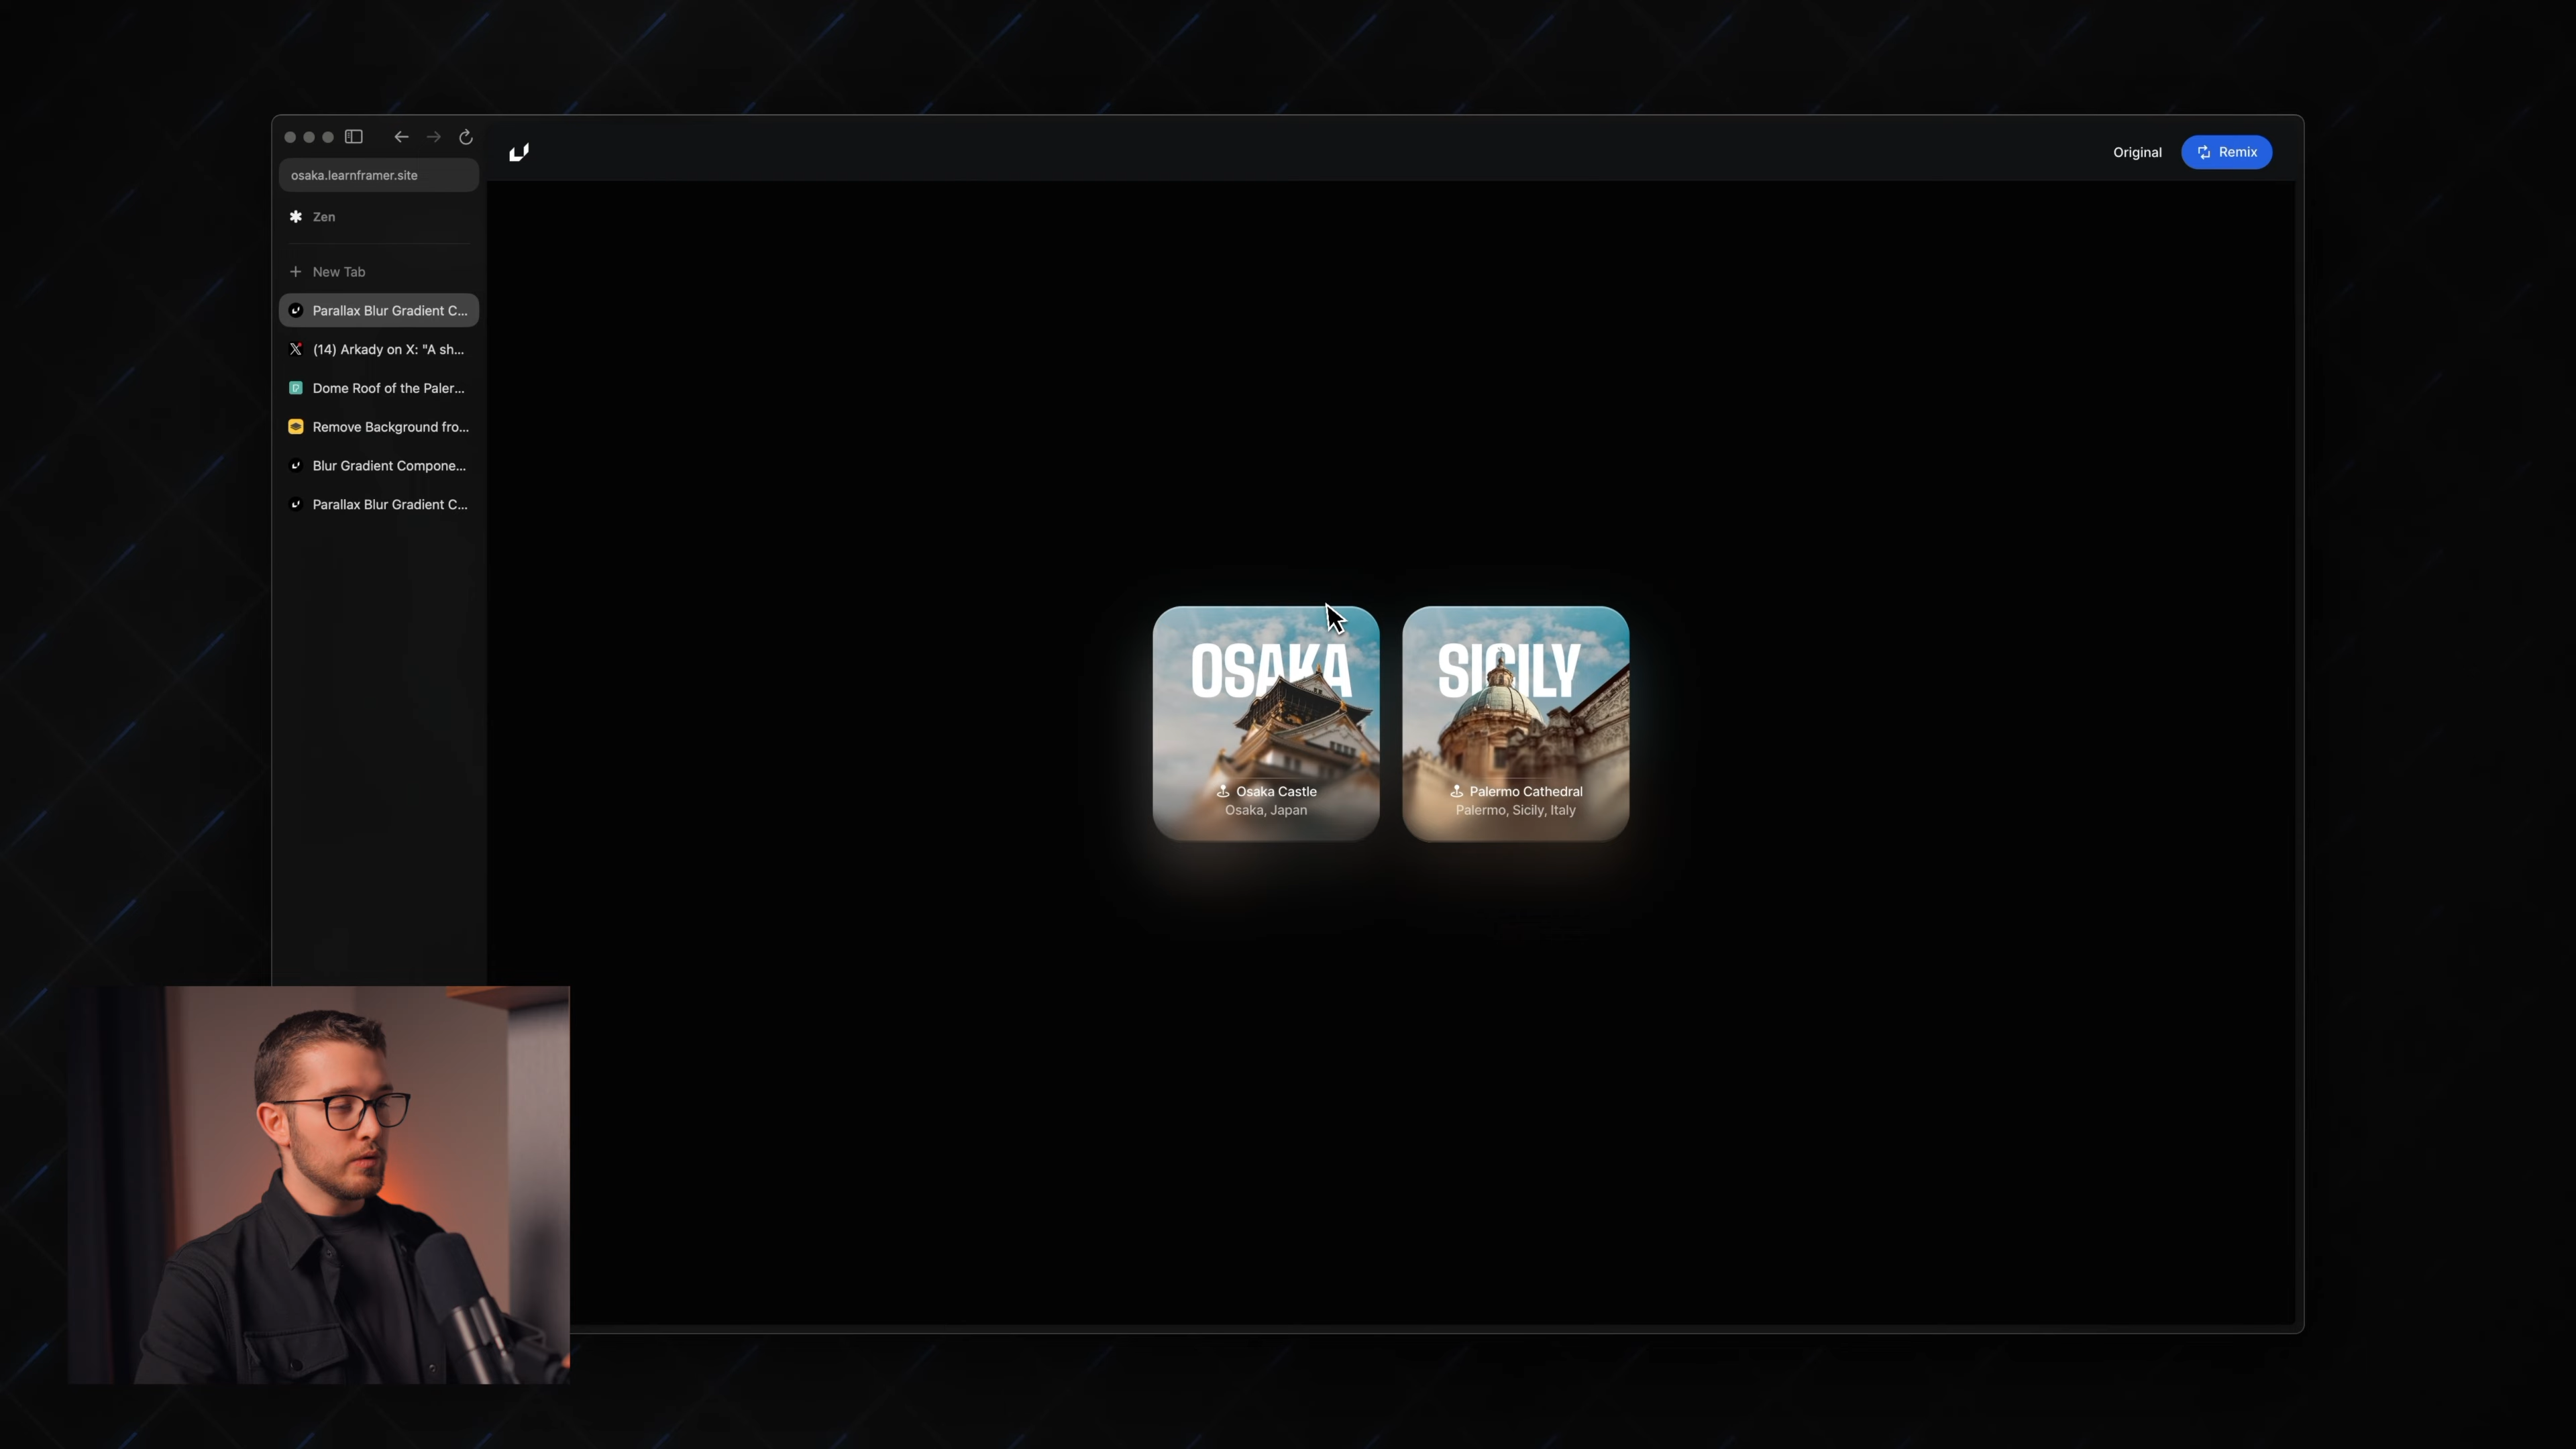 osaka.learnframer.site
Zen
New Tab
Parallax Blur Gradient C...
(14) Arkady on X: "A sh...
Dome Roof of the Paler...
Remove Background fro...
Blur Gradient Compone...
Parallax Blur Gradient C...
Original
Remix
OSAKA
Osaka Castle
Osaka, Japan
SICILY
Palermo Cathedral
Palermo, Sicily, Italy